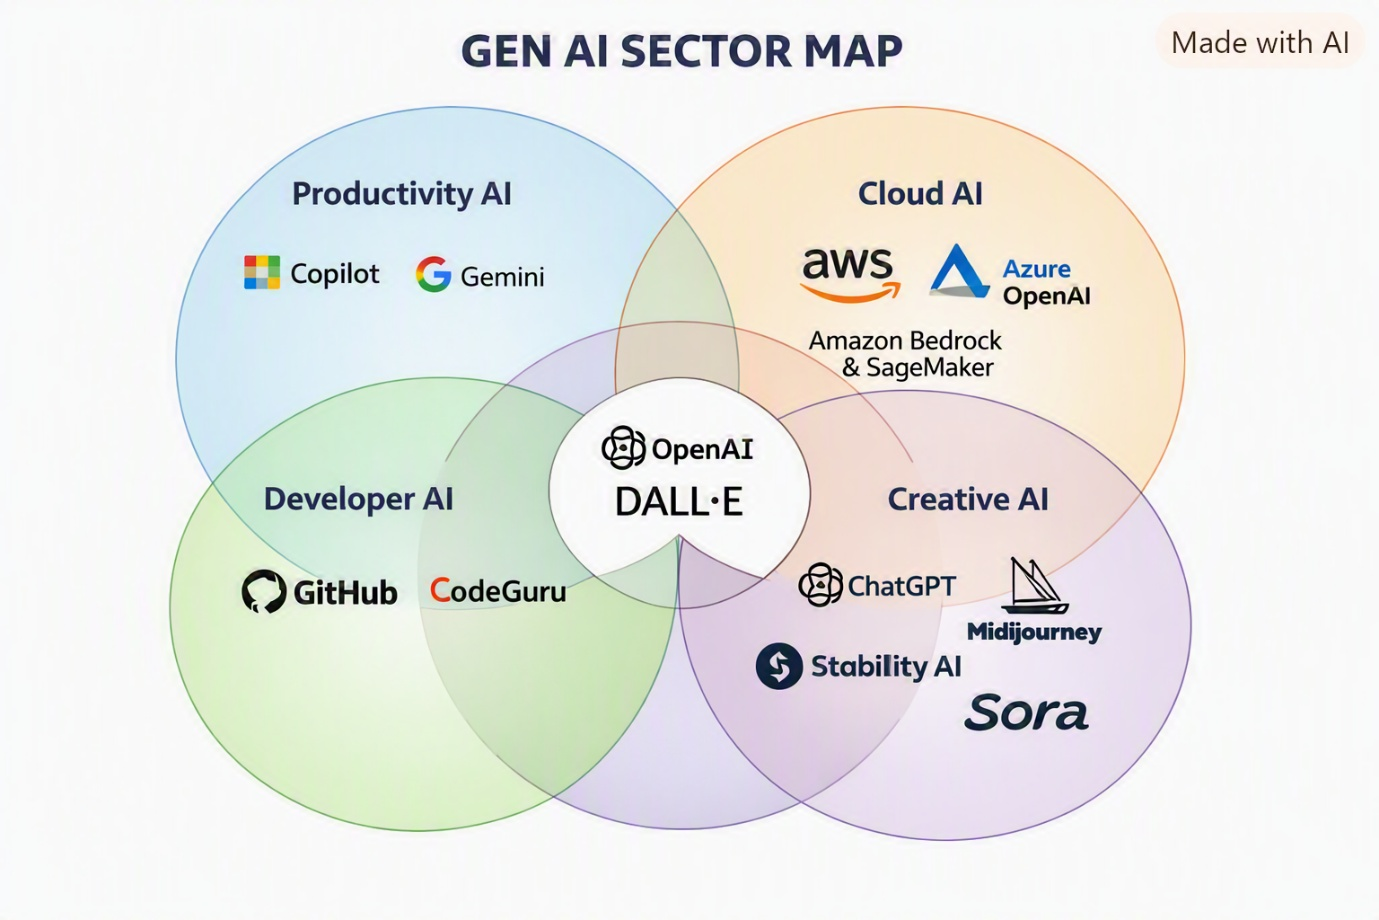 GEN AI SECTOR MAP
Made with AI
Productivity AI
Copilot
Gemini
Cloud AI
aws
Azure
OpenAI
Amazon Bedrock
& SageMaker
OpenAI
DALL·E
Developer AI
GitHub
CodeGuru
Creative AI
ChatGPT
Midijourney
Stability AI
Sora